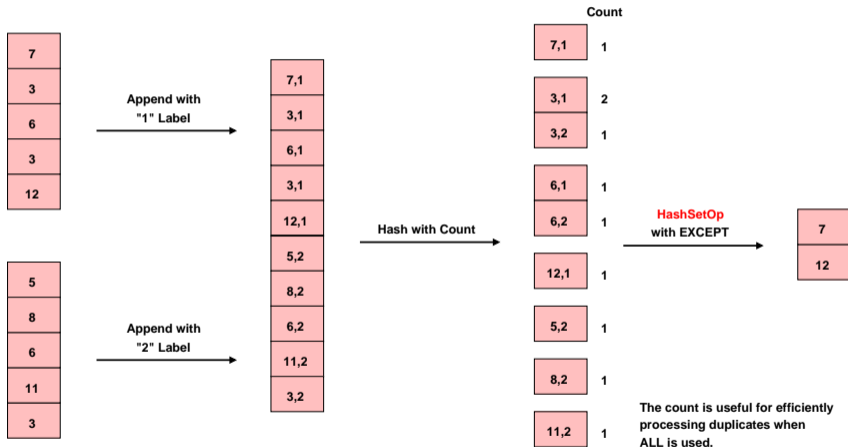 7
3
6
3
12
Append with
"1" Label
5
8
6
11
3
Append with
"2" Label
7,1
3,1
6,1
3,1
12,1
5,2
8,2
6,2
11,2
3,2
Hash with Count
Count
7,1 1
3,1 2
3,2 1
6,1 1
6,2 1
12,1 1
5,2 1
8,2 1
11,2 1
HashSetOp
with EXCEPT
7
12
The count is useful for efficiently
processing duplicates when
ALL is used.